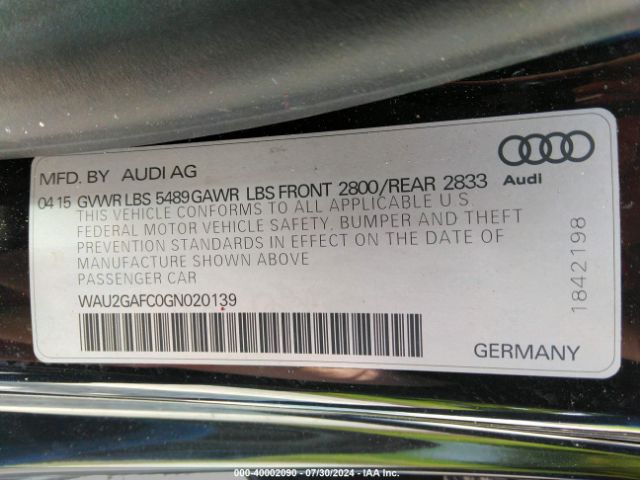 MFD. BY AUDI AG
Audi
04 15 GVWR LBS 5489 GAWR LBS FRONT 2800/REAR 2833
THIS VEHICLE CONFORMS TO ALL APPLICABLE U.S.
FEDERAL MOTOR VEHICLE SAFETY, BUMPER AND THEFT
PREVENTION STANDARDS IN EFFECT ON THE DATE OF
MANUFACTURE SHOWN ABOVE
PASSENGER CAR
WAU2GAFC0GN020139
1842198
GERMANY
000-40002090 - 07/30/2024 - IAA Inc.